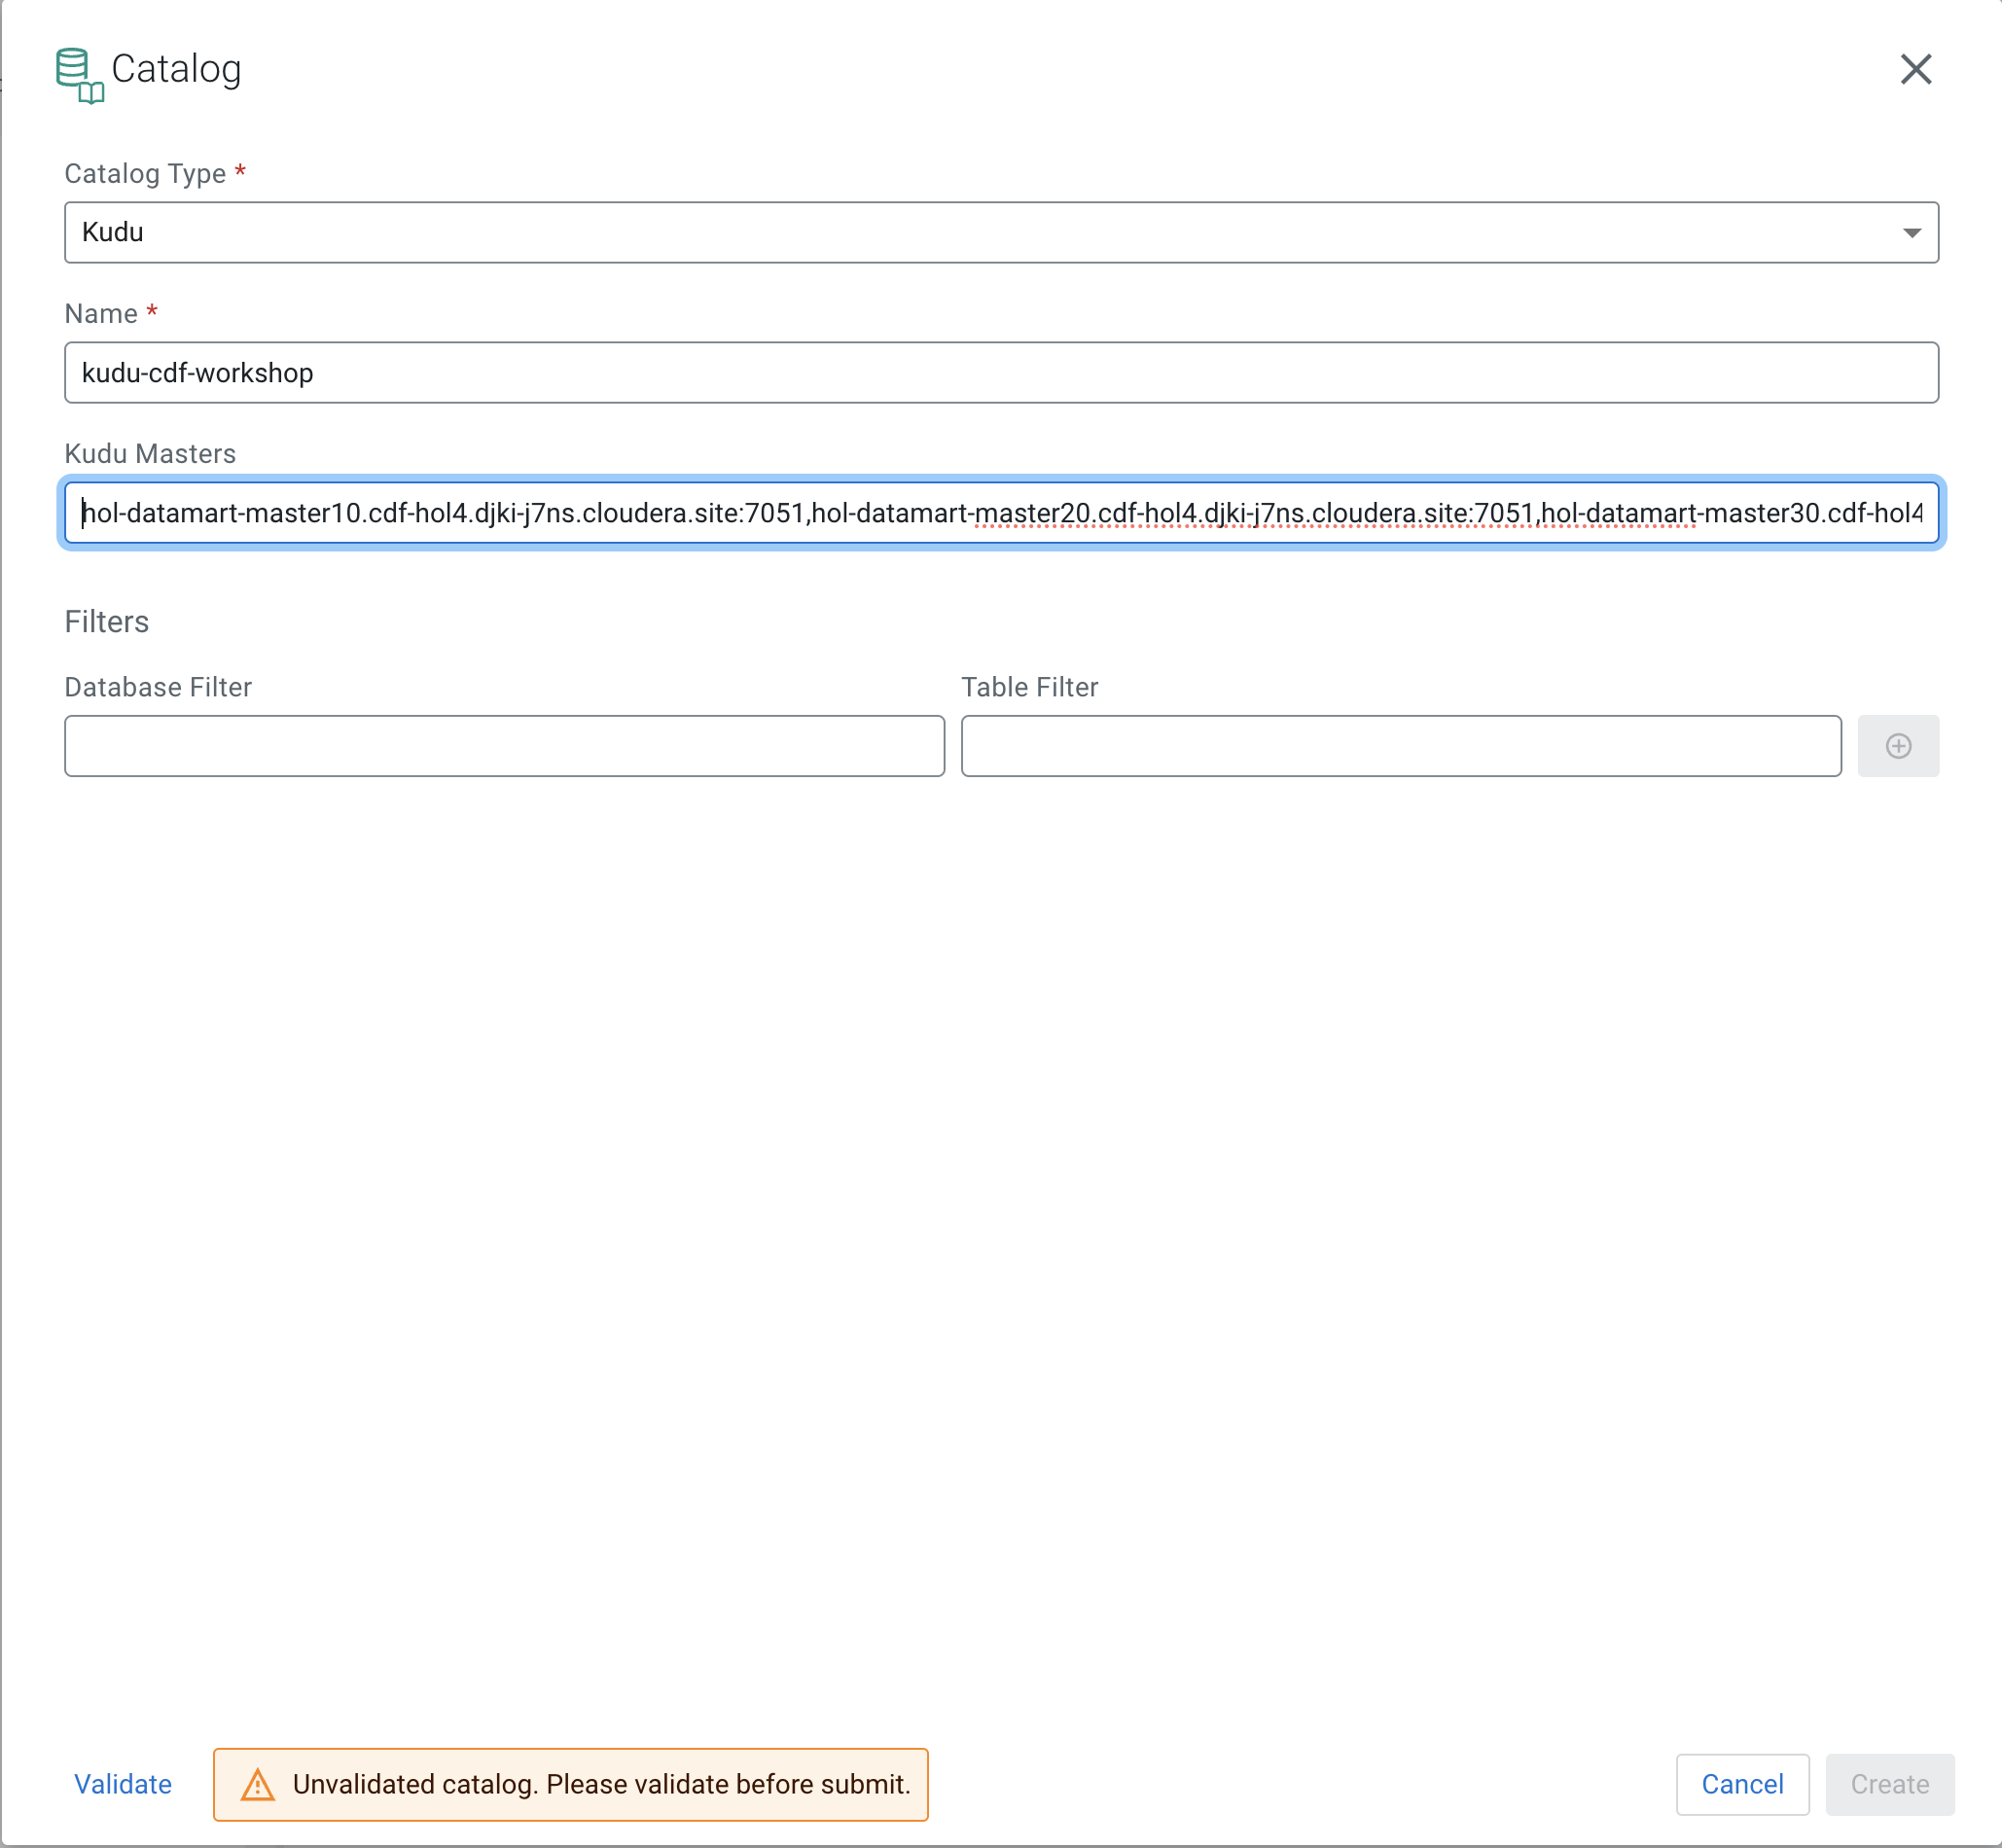 Catalog
Catalog Type *
Kudu
Name *
kudu-cdf-workshop
Kudu Masters
hol-datamart-master10.cdf-hol4.djki-j7ns.cloudera.site:7051,hol-datamart-master20.cdf-hol4.djki-j7ns.cloudera.site:7051,hol-datamart-master30.cdf-hol4
Filters
Database Filter Table Filter
Validate Unvalidated catalog. Please validate before submit. Cancel Create